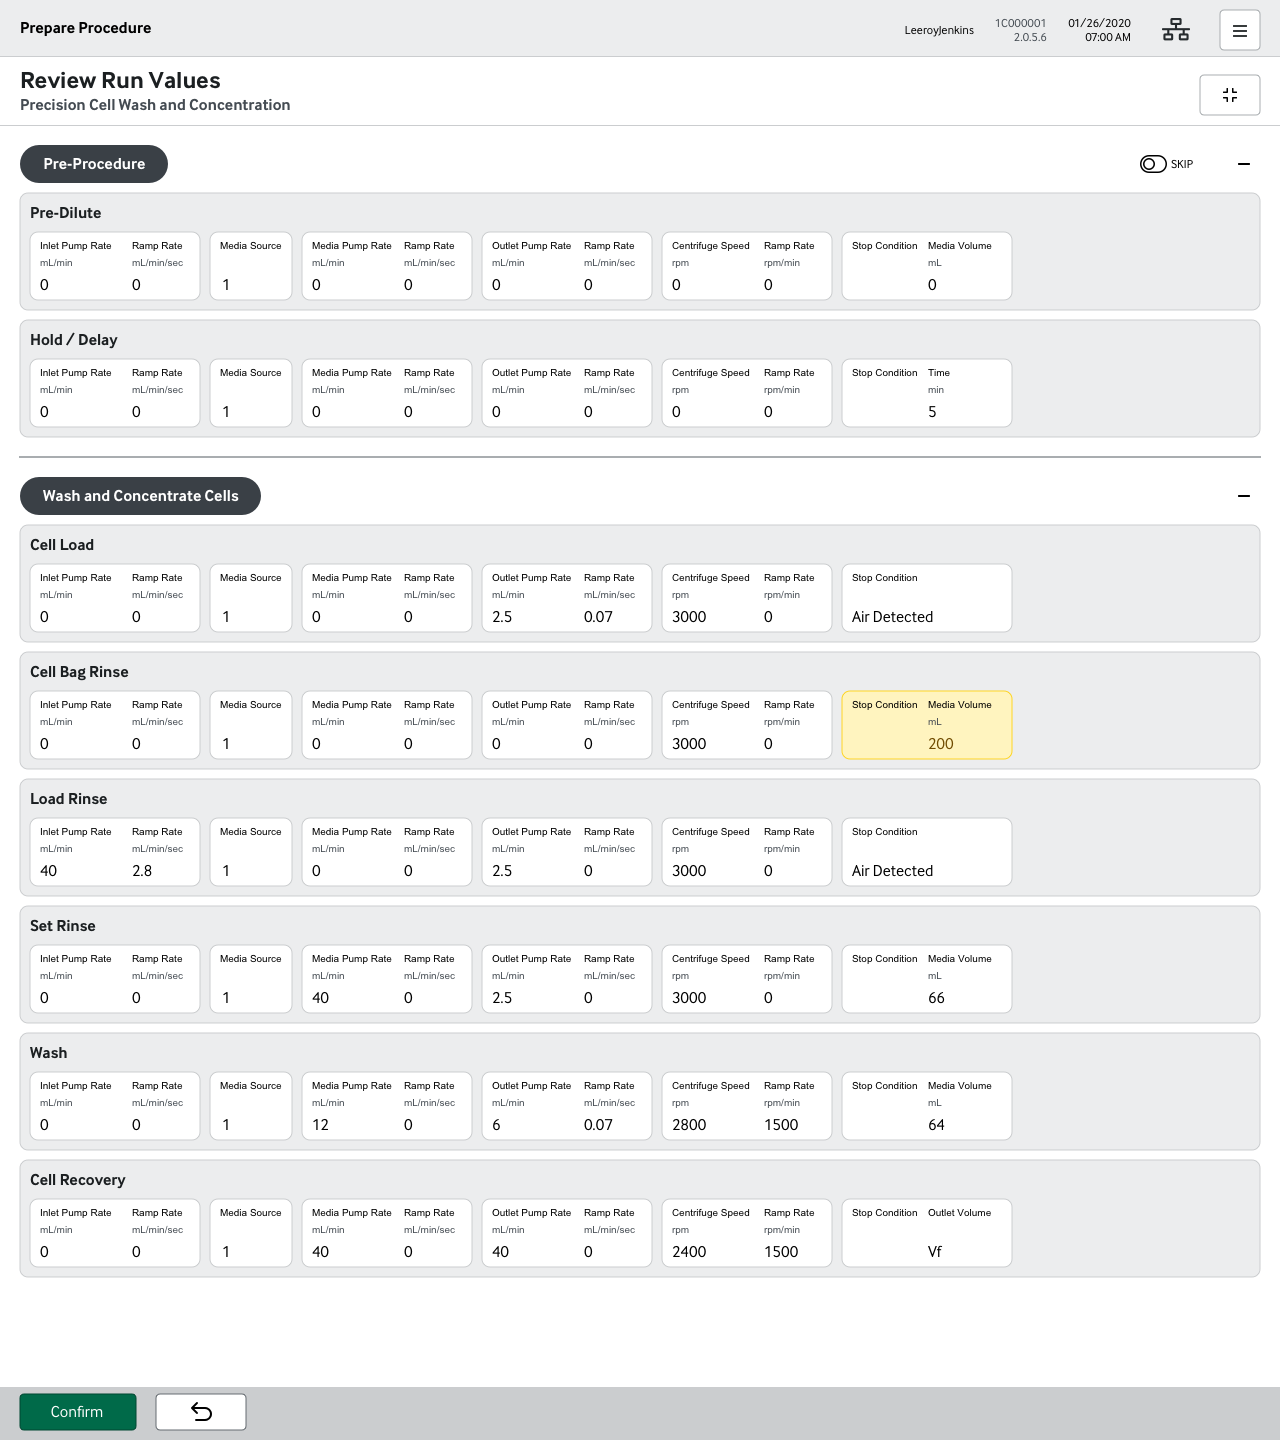 Prepare Procedure
LeeroyJenkins 1C000001 01/26/2020
2.0.5.6 07:00 AM
Review Run Values
Precision Cell Wash and Concentration
Pre-Procedure SKIP
Pre-Dilute
Inlet Pump Rate Ramp Rate Media Source Media Pump Rate Ramp Rate Outlet Pump Rate Ramp Rate Centrifuge Speed Ramp Rate Stop Condition Media Volume
mL/min mL/min/sec mL/min mL/min/sec mL/min mL/min/sec rpm rpm/min mL
0 0 1 0 0 0 0 0 0 0
Hold / Delay
Inlet Pump Rate Ramp Rate Media Source Media Pump Rate Ramp Rate Outlet Pump Rate Ramp Rate Centrifuge Speed Ramp Rate Stop Condition Time
mL/min mL/min/sec mL/min mL/min/sec mL/min mL/min/sec rpm rpm/min min
0 0 1 0 0 0 0 0 0 5
Wash and Concentrate Cells
Cell Load
Inlet Pump Rate Ramp Rate Media Source Media Pump Rate Ramp Rate Outlet Pump Rate Ramp Rate Centrifuge Speed Ramp Rate Stop Condition
mL/min mL/min/sec mL/min mL/min/sec mL/min mL/min/sec rpm rpm/min
0 0 1 0 0 2.5 0.07 3000 0 Air Detected
Cell Bag Rinse
Inlet Pump Rate Ramp Rate Media Source Media Pump Rate Ramp Rate Outlet Pump Rate Ramp Rate Centrifuge Speed Ramp Rate Stop Condition Media Volume
mL/min mL/min/sec mL/min mL/min/sec mL/min mL/min/sec rpm rpm/min mL
0 0 1 0 0 0 0 3000 0 200
Load Rinse
Inlet Pump Rate Ramp Rate Media Source Media Pump Rate Ramp Rate Outlet Pump Rate Ramp Rate Centrifuge Speed Ramp Rate Stop Condition
mL/min mL/min/sec mL/min mL/min/sec mL/min mL/min/sec rpm rpm/min
40 2.8 1 0 0 2.5 0 3000 0 Air Detected
Set Rinse
Inlet Pump Rate Ramp Rate Media Source Media Pump Rate Ramp Rate Outlet Pump Rate Ramp Rate Centrifuge Speed Ramp Rate Stop Condition Media Volume
mL/min mL/min/sec mL/min mL/min/sec mL/min mL/min/sec rpm rpm/min mL
0 0 1 40 0 2.5 0 3000 0 66
Wash
Inlet Pump Rate Ramp Rate Media Source Media Pump Rate Ramp Rate Outlet Pump Rate Ramp Rate Centrifuge Speed Ramp Rate Stop Condition Media Volume
mL/min mL/min/sec mL/min mL/min/sec mL/min mL/min/sec rpm rpm/min mL
0 0 1 12 0 6 0.07 2800 1500 64
Cell Recovery
Inlet Pump Rate Ramp Rate Media Source Media Pump Rate Ramp Rate Outlet Pump Rate Ramp Rate Centrifuge Speed Ramp Rate Stop Condition Outlet Volume
mL/min mL/min/sec mL/min mL/min/sec mL/min mL/min/sec rpm rpm/min
0 0 1 40 0 40 0 2400 1500 Vf
Confirm